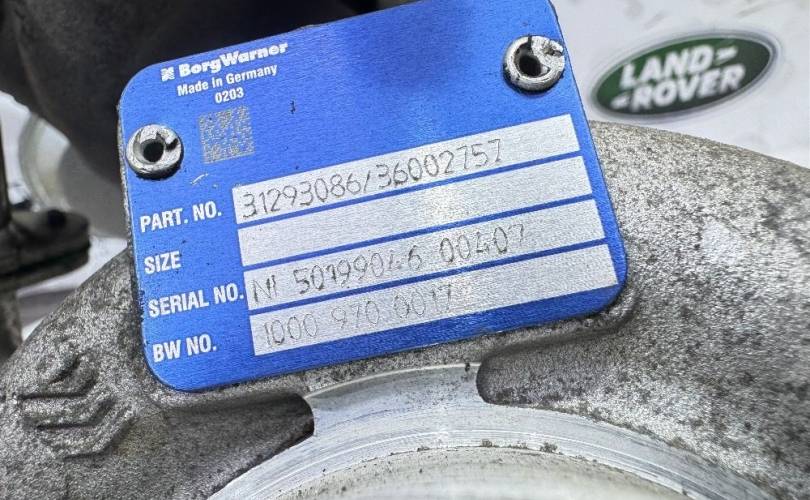 BorgWarner
Made in Germany
0203
PART. NO. 31293086/36002757
SIZE
SERIAL NO. NI 50199046 00407
BW NO. 1000 970 0017
LAND
ROVER